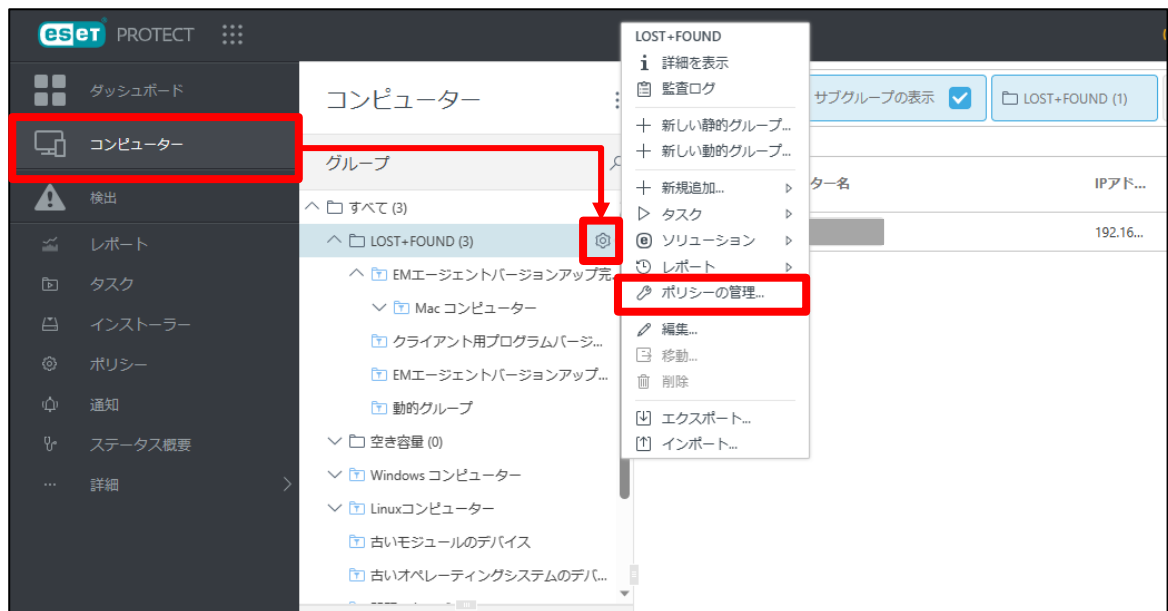 eset PROTECT
ダッシュボード
コンピューター
検出
レポート
タスク
インストーラー
ポリシー
通知
ステータス概要
詳細
コンピューター
グループ
すべて (3)
LOST+FOUND (3)
EMエージェントバージョンアップ完...
Mac コンピューター
クライアント用プログラムバージ...
EMエージェントバージョンアップ...
動的グループ
空き容量 (0)
Windows コンピューター
Linuxコンピューター
古いモジュールのデバイス
古いオペレーティングシステムのデバ...
LOST+FOUND
詳細を表示
監査ログ
新しい静的グループ...
新しい動的グループ...
新規追加...
タスク
ソリューション
レポート
ポリシーの管理...
編集...
移動...
削除
エクスポート...
インポート...
サブグループの表示
LOST+FOUND (1)
ター名
IPアド...
192.16...